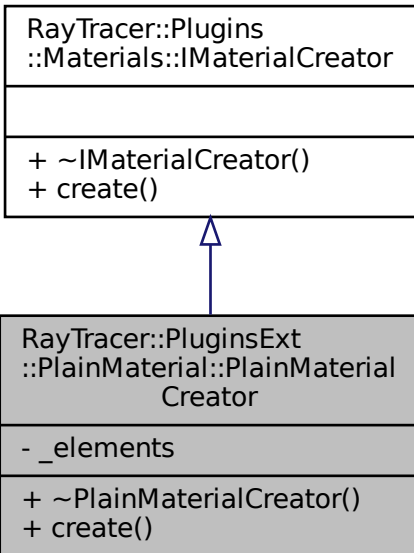 RayTracer::Plugins
::Materials::IMaterialCreator
+ ~IMaterialCreator()
+ create()
RayTracer::PluginsExt
::PlainMaterial::PlainMaterial
Creator
- _elements
+ ~PlainMaterialCreator()
+ create()